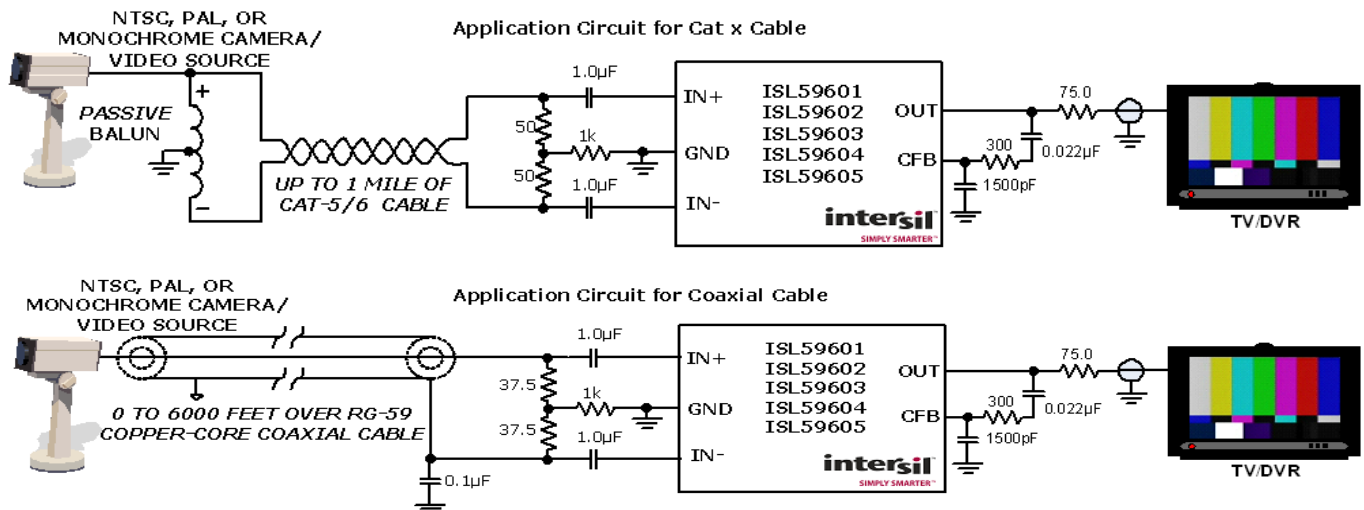 NTSC, PAL, OR
MONOCHROME CAMERA/
VIDEO SOURCE
Application Circuit for Cat x Cable
+
PASSIVE
BALUN
−
UP TO 1 MILE OF
CAT-5/6 CABLE
1.0µF
50
1k
50
1.0µF
IN+
GND
IN-
ISL59601
ISL59602
ISL59603
ISL59604
ISL59605
OUT
CFB
intersil™
SIMPLY SMARTER™
75.0
300
0.022µF
1500pF
TV/DVR
NTSC, PAL, OR
MONOCHROME CAMERA/
VIDEO SOURCE
Application Circuit for Coaxial Cable
0 TO 6000 FEET OVER RG-59
COPPER-CORE COAXIAL CABLE
1.0µF
37.5
1k
37.5
1.0µF
0.1µF
IN+
GND
IN-
ISL59601
ISL59602
ISL59603
ISL59604
ISL59605
OUT
CFB
intersil™
SIMPLY SMARTER™
75.0
300
0.022µF
1500pF
TV/DVR